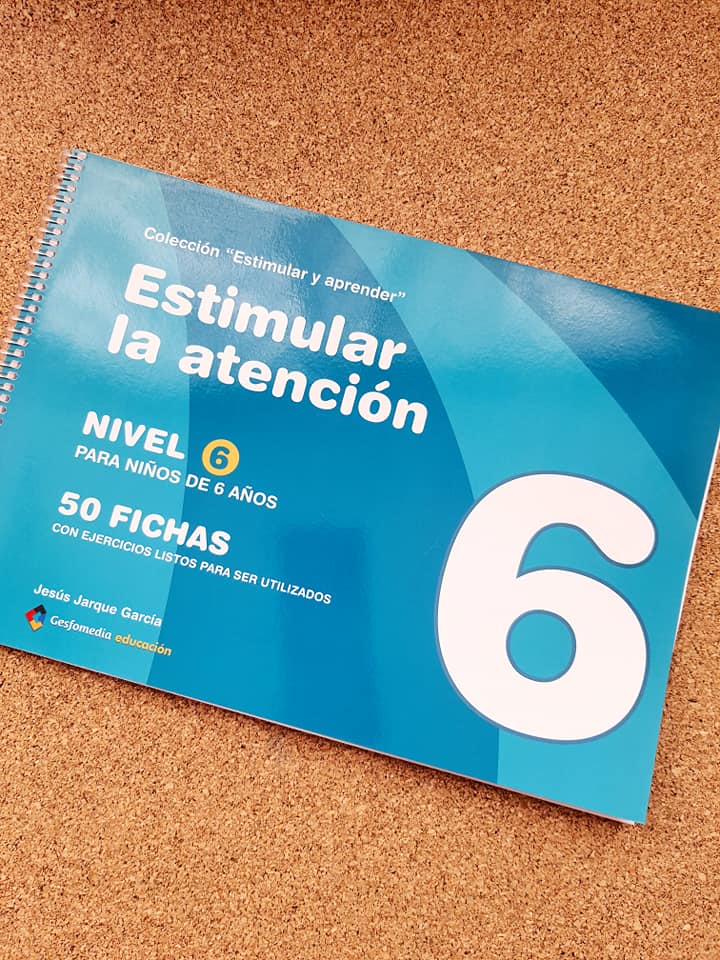 Colección "Estimular y aprender"
Estimular
la atención
NIVEL 6
PARA NIÑOS DE 6 AÑOS
50 FICHAS
CON EJERCICIOS LISTOS PARA SER UTILIZADOS
Jesús Jarque García
Gesfomedia educación
6